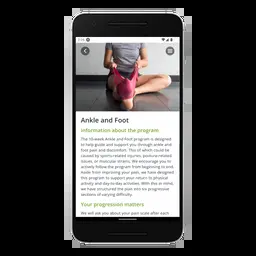 Ankle and Foot
Information about the program
The 10-week Ankle and Foot program is designed
to help guide and support you through ankle and
foot pain and discomfort. This of which could be
caused by sports-related injuries, posture-related
issues, or muscular strains. We encourage you to
actively follow the program from beginning to end.
Aside from improving your pain, we have designed
this program to support your return to physical
activity and day-to-day activities. With this in mind,
we have structured the pain into six progressive
sections of varying difficulty.
Your progression matters
We will ask you about your pain scale after each